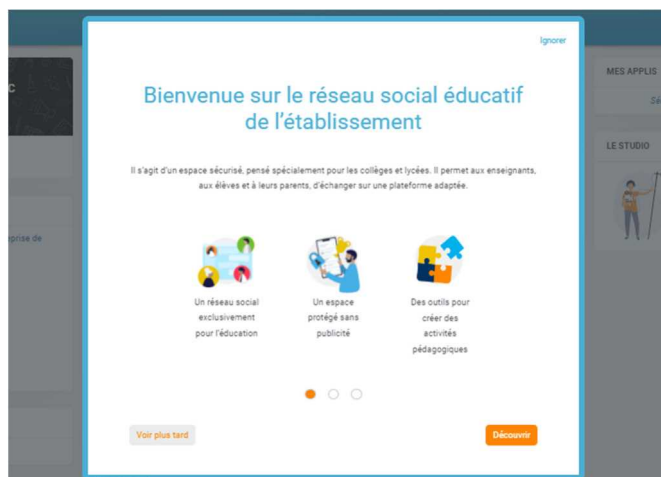 Ignorer
Bienvenue sur le réseau social éducatif
de l'établissement
Il s'agit d'un espace sécurisé, pensé spécialement pour les collèges et lycées. Il permet aux enseignants,
aux élèves et à leurs parents, d'échanger sur une plateforme adaptée.
Un réseau social
exclusivement
pour l'éducation
Un espace
protégé sans
publicité
Des outils pour
créer des
activités
pédagogiques
Voir plus tard
Découvrir
MES APPLIS
LE STUDIO